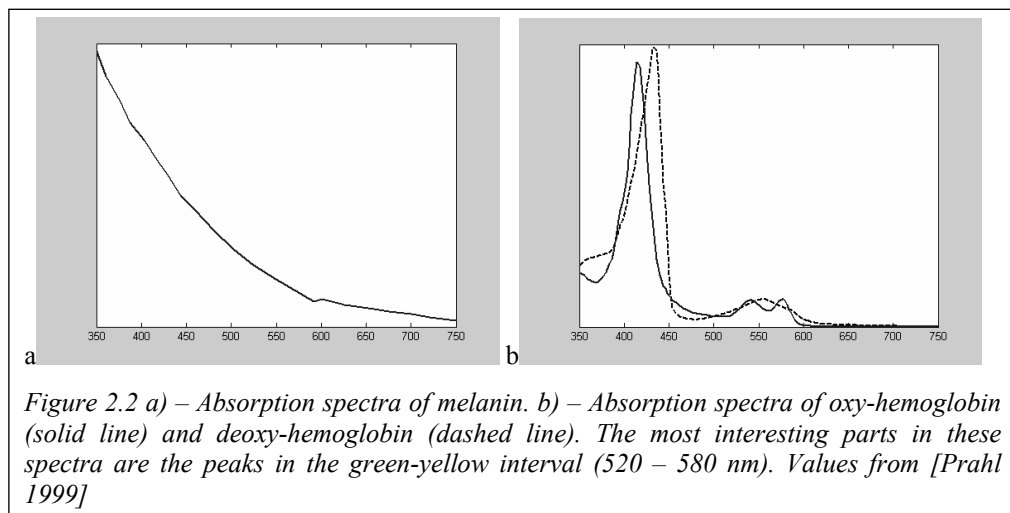 350 400 450 500 550 600 650 700 750
350 400 450 500 550 600 650 700 750
a
b
Figure 2.2 a) – Absorption spectra of melanin. b) – Absorption spectra of oxy-hemoglobin
(solid line) and deoxy-hemoglobin (dashed line). The most interesting parts in these
spectra are the peaks in the green-yellow interval (520 – 580 nm). Values from [Prahl
1999]